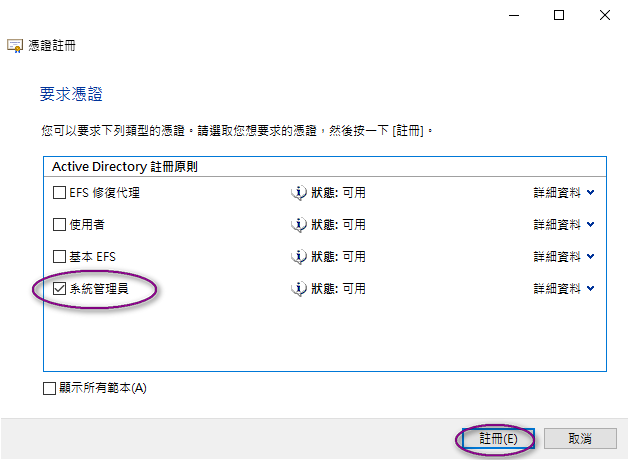 憑證註冊
要求憑證
您可以要求下列類型的憑證。請選取您想要求的憑證，然後按一下 [註冊]。
Active Directory 註冊原則
EFS 修復代理 狀態: 可用 詳細資料
使用者 狀態: 可用 詳細資料
基本 EFS 狀態: 可用 詳細資料
系統管理員 狀態: 可用 詳細資料
顯示所有範本(A)
註冊(E) 取消